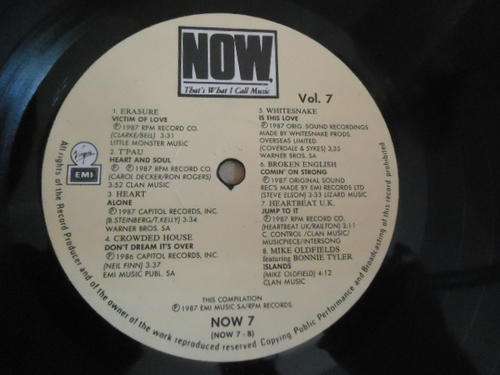 NOW
That's What I Call Music
Vol. 7
1. ERASURE
VICTIM OF LOVE
Ⓟ 1987 RPM RECORD CO.
(CLARKE/BELL) 3:31
LITTLE MONSTER MUSIC
2. T'PAU
HEART AND SOUL
© Ⓟ 1987 RPM RECORD CO.
(CAROL DECKER/RON ROGERS)
3:52 CLAN MUSIC
3. HEART
ALONE
Ⓟ 1987 CAPITOL RECORDS, INC.
(B STEINBERG/T.KELLY) 3:34
WARNER BROS. SA
4. CROWDED HOUSE
DON'T DREAM IT'S OVER
Ⓟ 1986 CAPITOL RECORDS, INC.
(NEIL FINN) 3:37
EMI MUSIC PUBL. SA
5. WHITESNAKE
IS THIS LOVE
Ⓟ 1987 ORIG. SOUND RECORDINGS
MADE BY WHITESNAKE PRODS.
OVERSEAS LIMITED
(COVERDALE & SYKES) 3:35
WARNER BROS. SA
6. BROKEN ENGLISH
COMIN' ON STRONG
Ⓟ 1987 ORIGINAL SOUND
REC'S MADE BY EMI RECORDS LTD
(STEVE ELSON) 3:33 LIZARD MUSIC
7. HEARTBEAT U.K.
JUMP TO IT
Ⓟ 1987 RPM RECORD CO.
(HEARTBEAT UK/RAILTON) 3:11
C. CONTROL /CLAN MUSIC/
MUSICPIECE/INTERSONG
8. MIKE OLDFIELDS
featuring BONNIE TYLER
ISLANDS
(MIKE OLDFIELD) 4:12
CLAN MUSIC
Virgin
EMI
THIS COMPILATION
Ⓟ 1987 EMI MUSIC SA/RPM RECORDS
NOW 7
(NOW 7 - B)
All rights of the Record Producer and of the owner of the work reproduced reserved Copying Public Performance and Broadcasting of this record prohibited